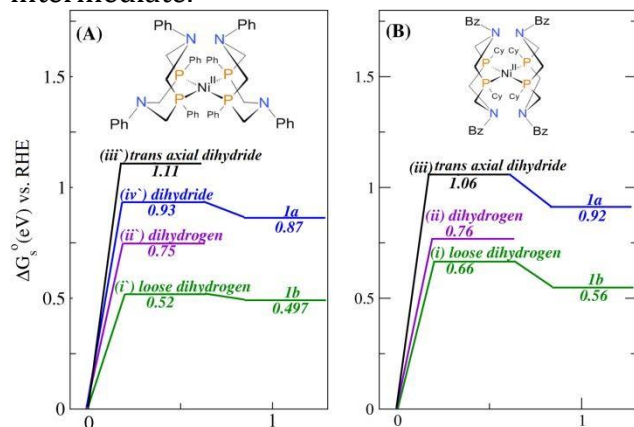 intermediate.
(A)
Ph
Ph
N
N
Ph
Ph
P
P
II
Ni
P
P
Ph
N
Ph
Ph
N
Ph
(iii`) trans axial dihydride
1.11
(iv`) dihydride
0.93
1a
0.87
(ii`) dihydrogen
0.75
(i`) loose dihydrogen
0.52
1b
0.497
ΔGs° (eV) vs. RHE
1.5
1
0.5
0
0
1
(B)
Bz
Bz
N
N
Cy
Cy
P
P
II
Ni
P
P
Cy
Cy
N
N
Bz
Bz
(iii) trans axial dihydride
1.06
1a
0.92
(ii) dihydrogen
0.76
(i) loose dihydrogen
0.66
1b
0.56
1.5
1
0.5
0
0
1